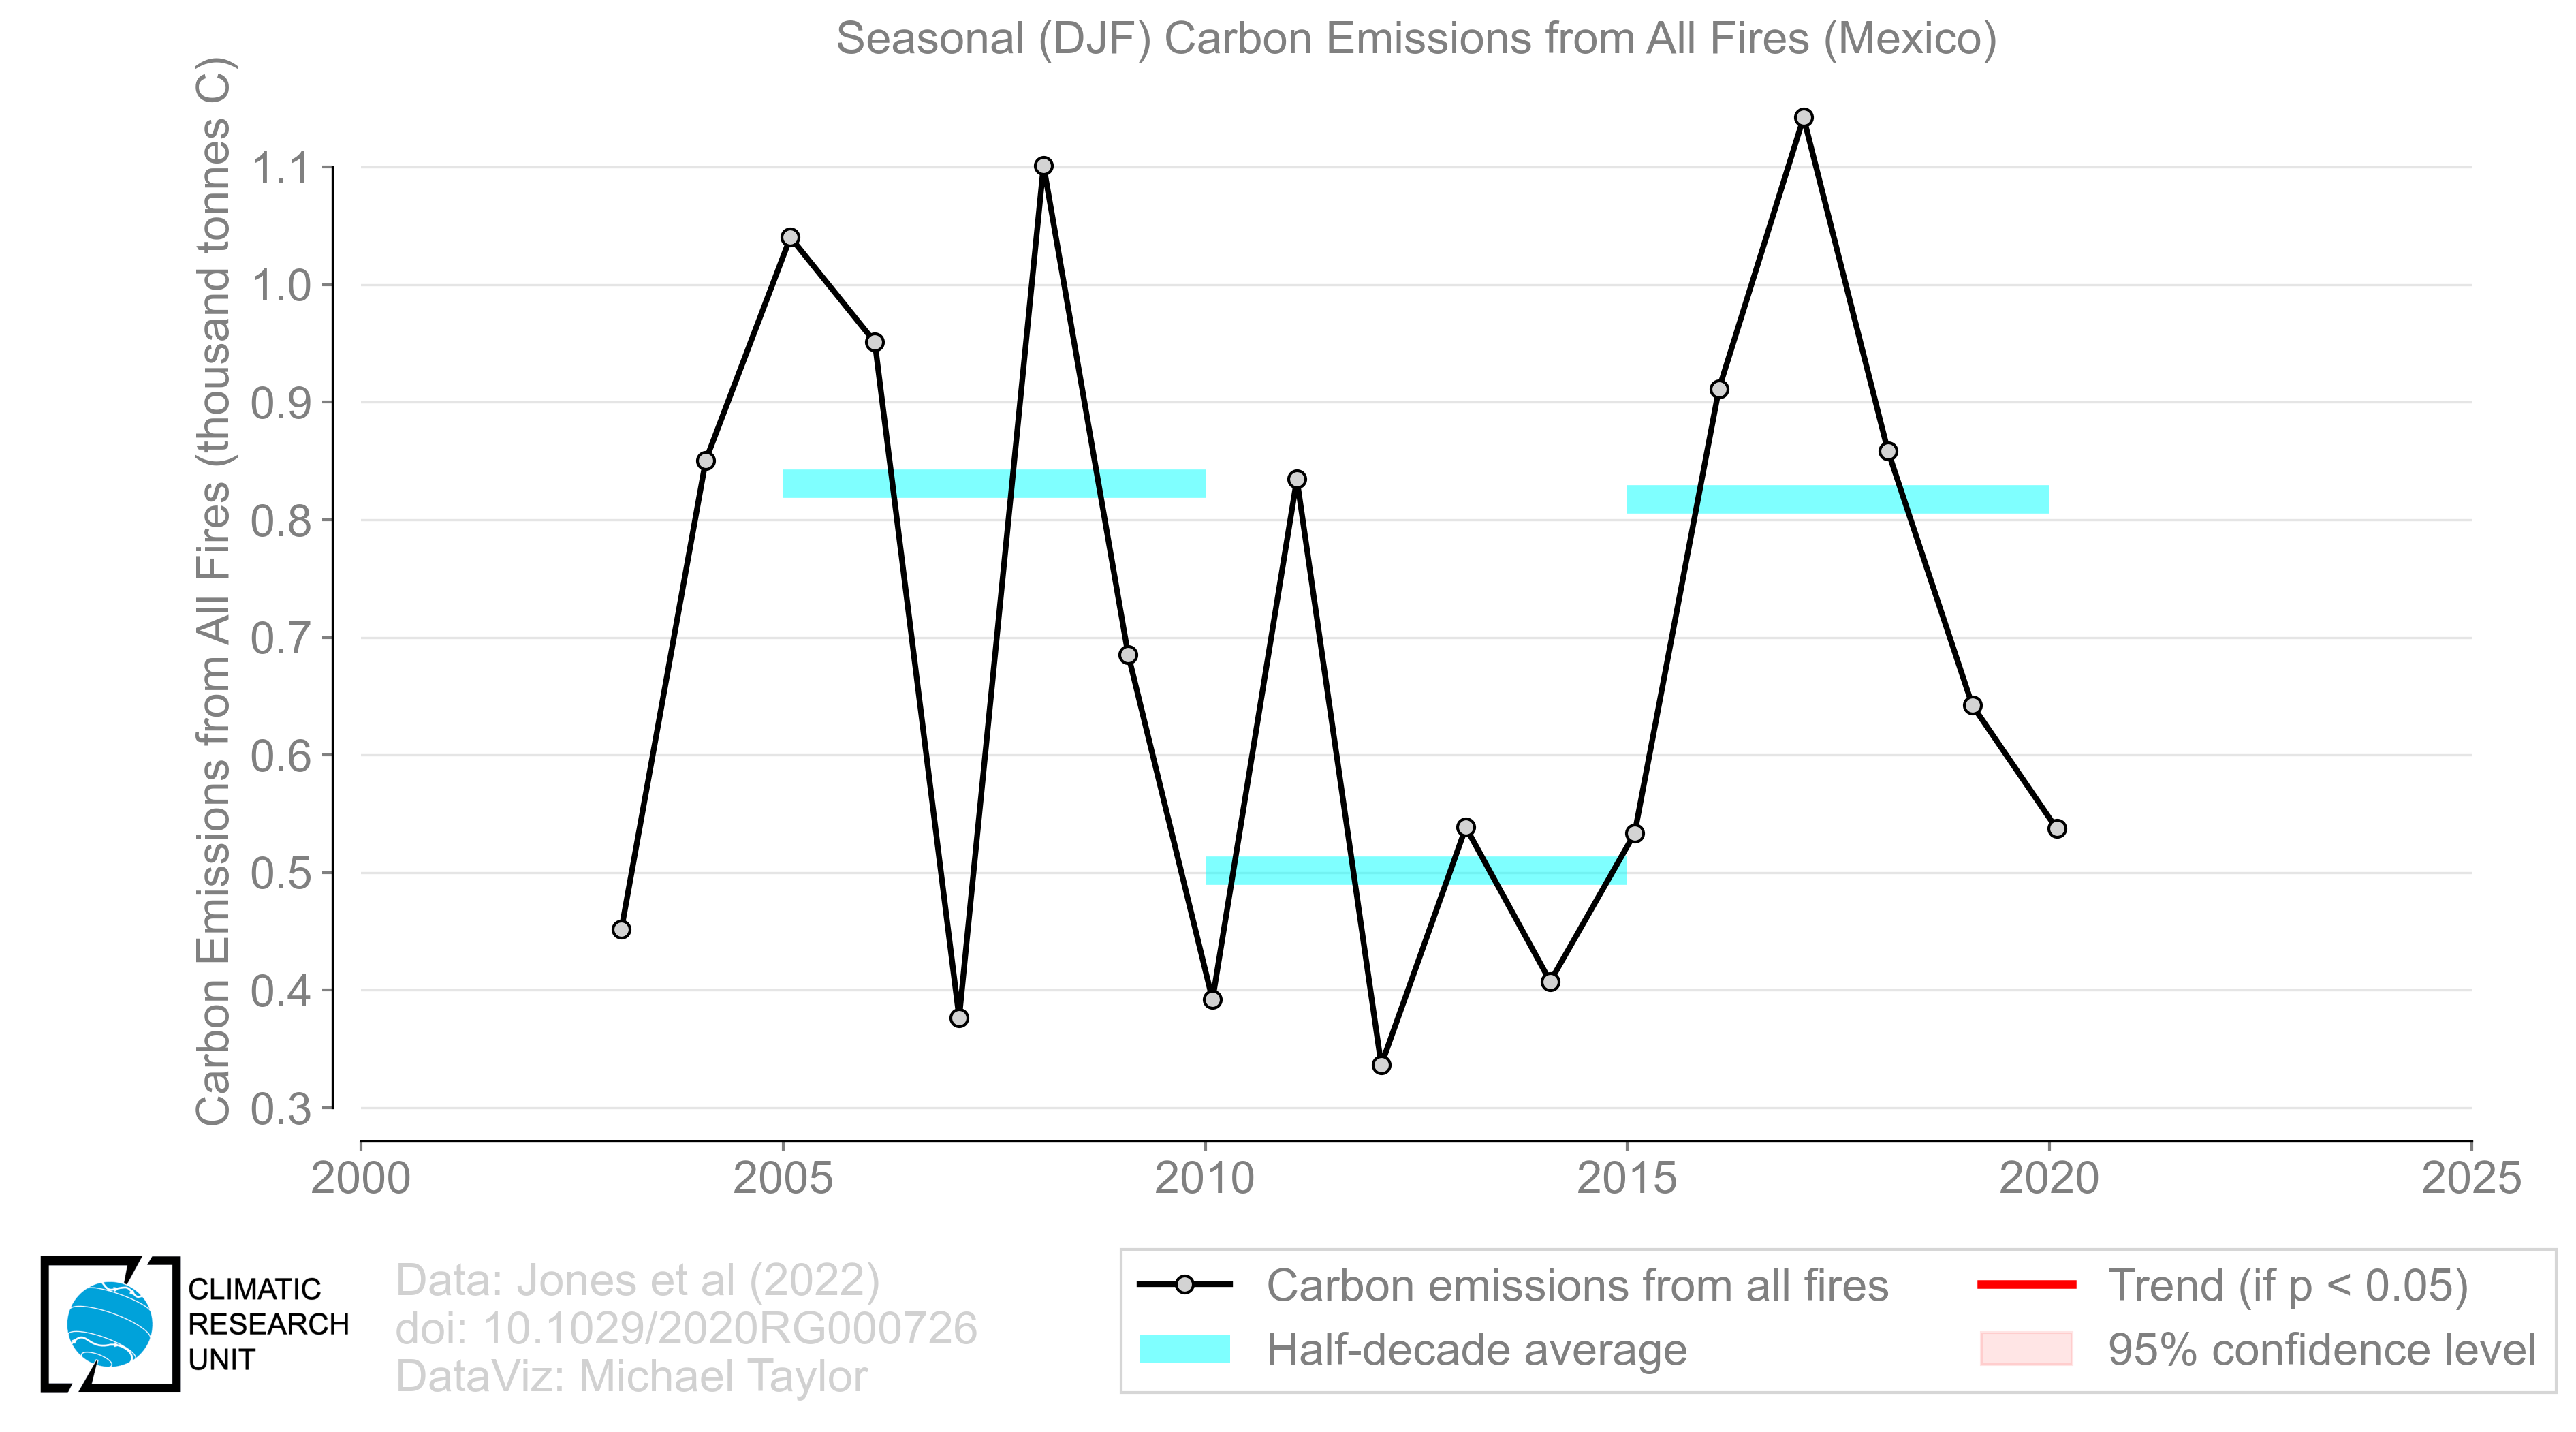 Seasonal (DJF) Carbon Emissions from All Fires (Mexico)
Carbon Emissions from All Fires (thousand tonnes C)
1.1
1.0
0.9
0.8
0.7
0.6
0.5
0.4
0.3
2000 2005 2010 2015 2020 2025
CLIMATIC
RESEARCH
UNIT
Data: Jones et al (2022)
doi: 10.1029/2020RG000726
DataViz: Michael Taylor
Carbon emissions from all fires
Half-decade average
Trend (if p < 0.05)
95% confidence level